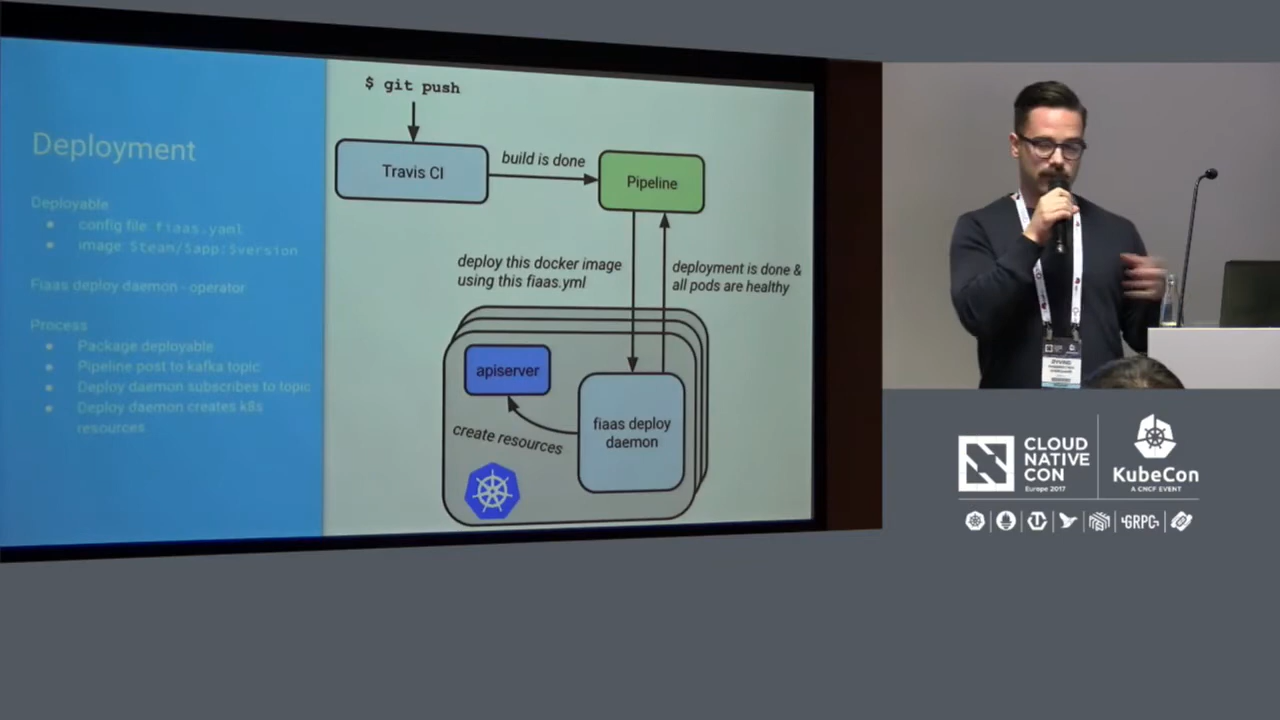 Deployment
Deployable
config file: fiaas.yaml
image: $team/$app:$version
Fiaas deploy daemon - operator
Process
Package deployable
Pipeline post to kafka topic
Deploy daemon subscribes to topic
Deploy daemon creates k8s
resources
$ git push
Travis CI
build is done
Pipeline
deploy this docker image
using this fiaas.yml
deployment is done &
all pods are healthy
apiserver
create resources
fiaas deploy
daemon
CLOUD
NATIVE
CON
Europe 2017
KubeCon
A CNCF EVENT
GRPC